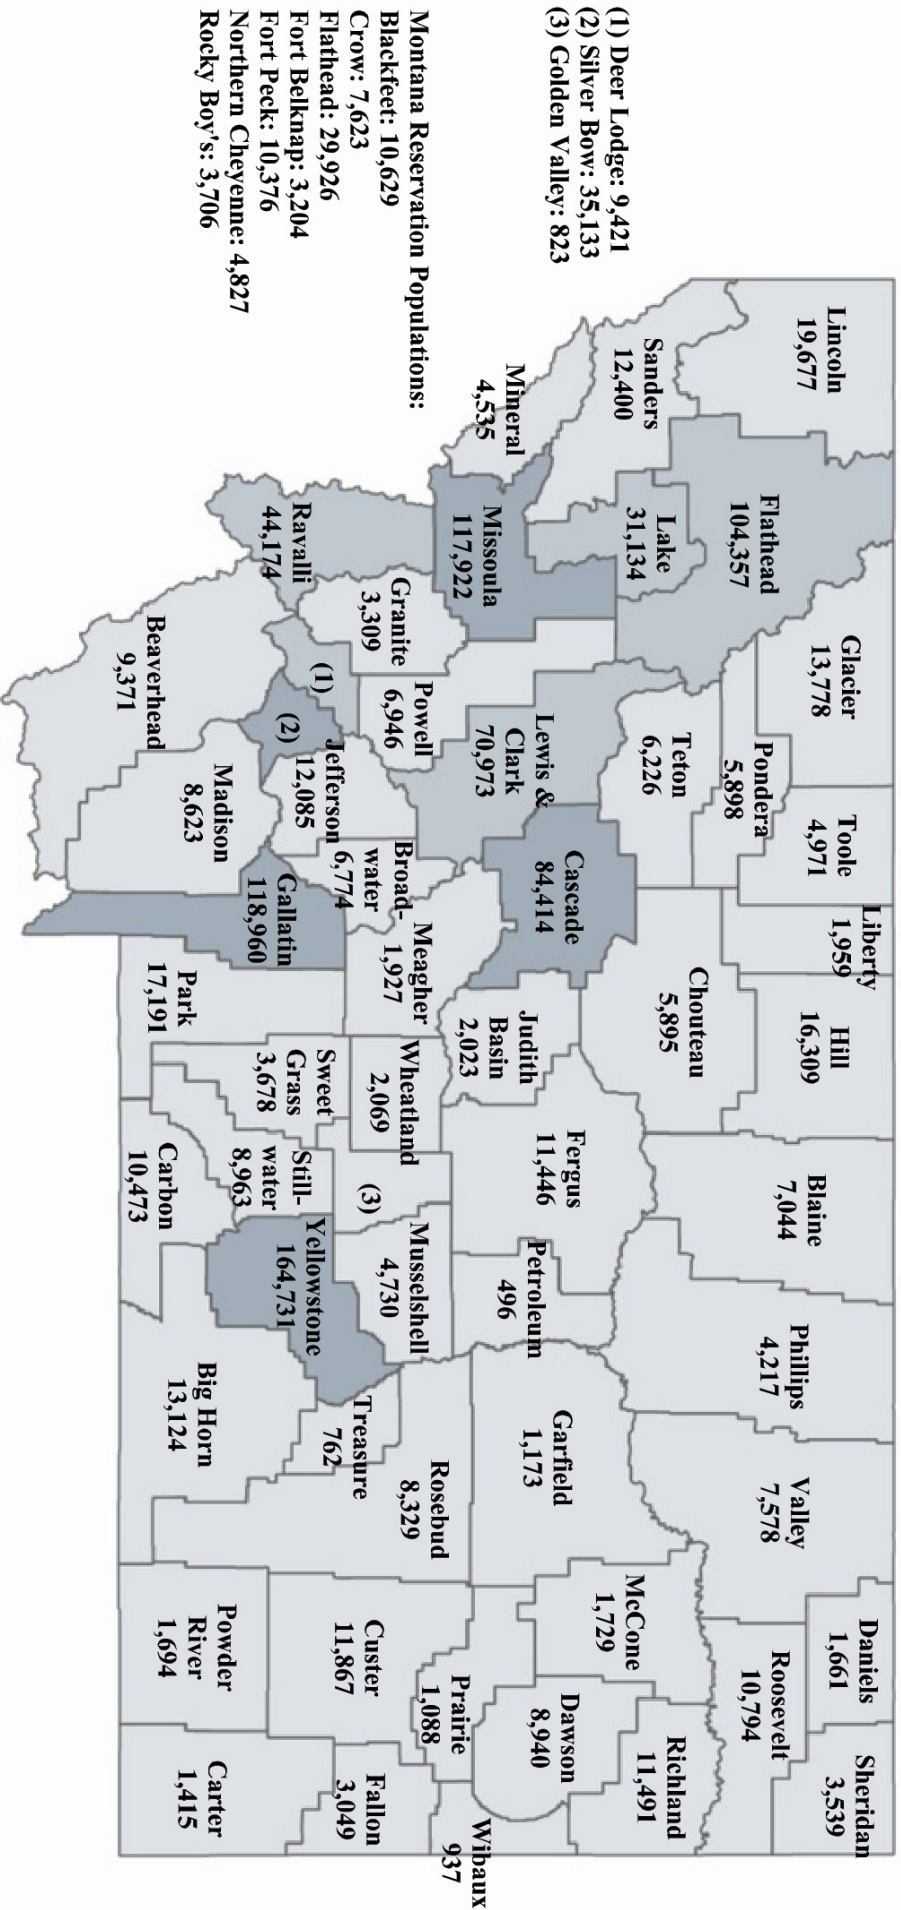 Lincoln
19,677
Flathead
104,357
Glacier
13,778
Toole
4,971
Liberty
1,959
Hill
16,309
Blaine
7,044
Phillips
4,217
Valley
7,578
Daniels
1,661
Sheridan
3,539
Roosevelt
10,794
Pondera
5,898
Teton
6,226
Chouteau
5,895
Sanders
12,400
Lake
31,134
Richland
11,491
McCone
1,729
Dawson
8,940
Garfield
1,173
Petroleum
496
Fergus
11,446
Judith
Basin
2,023
Cascade
84,414
Lewis &
Clark
70,973
Missoula
117,922
Mineral
4,535
Powell
6,946
Granite
3,309
Ravalli
44,174
(1)
(2)
Jefferson
12,085
Broad-
water
6,774
Meagher
1,927
Wheatland
2,069
(3)
Musselshell
4,730
Rosebud
8,329
Treasure
762
Custer
11,867
Prairie
1,088
Wibaux
937
Fallon
3,049
Carter
1,415
Powder
River
1,694
Big Horn
13,124
Yellowstone
164,731
Still-
water
8,963
Sweet
Grass
3,678
Carbon
10,473
Park
17,191
Gallatin
118,960
Madison
8,623
Beaverhead
9,371
(1) Deer Lodge: 9,421
(2) Silver Bow: 35,133
(3) Golden Valley: 823
Montana Reservation Populations:
Blackfeet: 10,629
Crow: 7,623
Flathead: 29,926
Fort Belknap: 3,204
Fort Peck: 10,376
Northern Cheyenne: 4,827
Rocky Boy's: 3,706